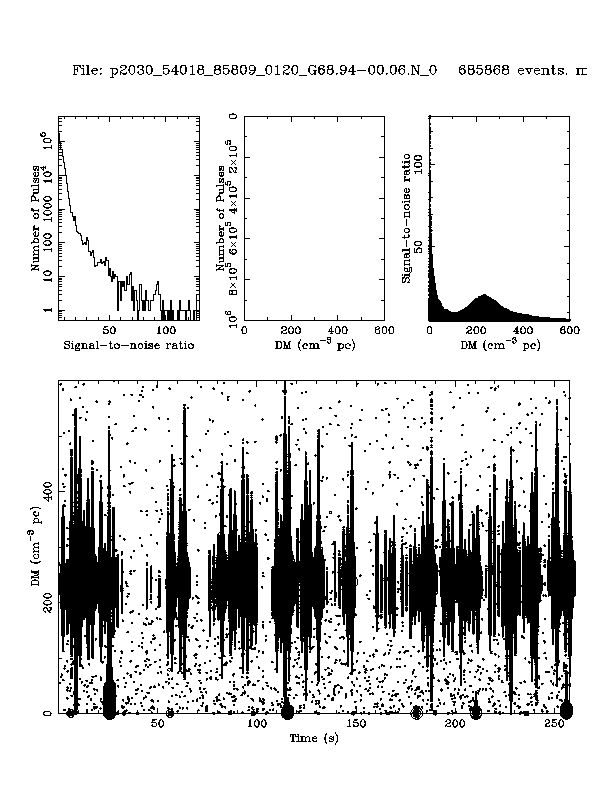 File: p2030_54018_85809_0120_G68.94−00.06.N_0 685868 events. m
Number of Pulses
1 10 100 1000 10⁴ 10⁶
50 100
Signal−to−noise ratio
Number of Pulses
0 2×10⁵ 4×10⁵ 6×10⁵ 8×10⁵ 10⁶
0 200 400 600
DM (cm⁻³ pc)
Signal−to−noise ratio
50 100
0 200 400 600
DM (cm⁻³ pc)
DM (cm⁻³ pc)
0 200 400
50 100 150 200 250
Time (s)